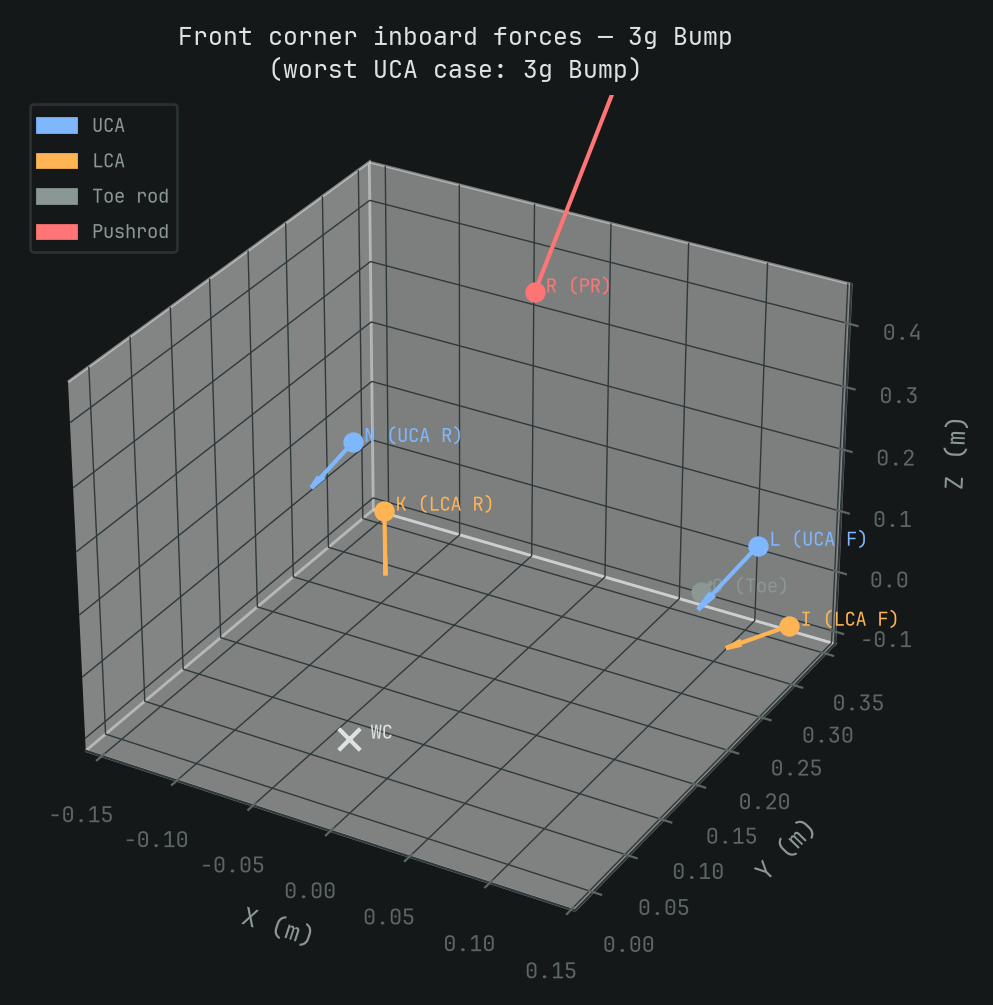 Front corner inboard forces — 3g Bump
(worst UCA case: 3g Bump)
UCA
LCA
Toe rod
Pushrod
R (PR)
N (UCA R)
K (LCA R)
L (UCA F)
(Toe)
I (LCA F)
WC
0.4
0.3
0.2
0.1
0.0
-0.1
Z (m)
0.35
0.30
0.25
0.20
0.15
0.10
0.05
0.00
Y (m)
-0.15
-0.10
-0.05
0.00
0.05
0.10
0.15
X (m)